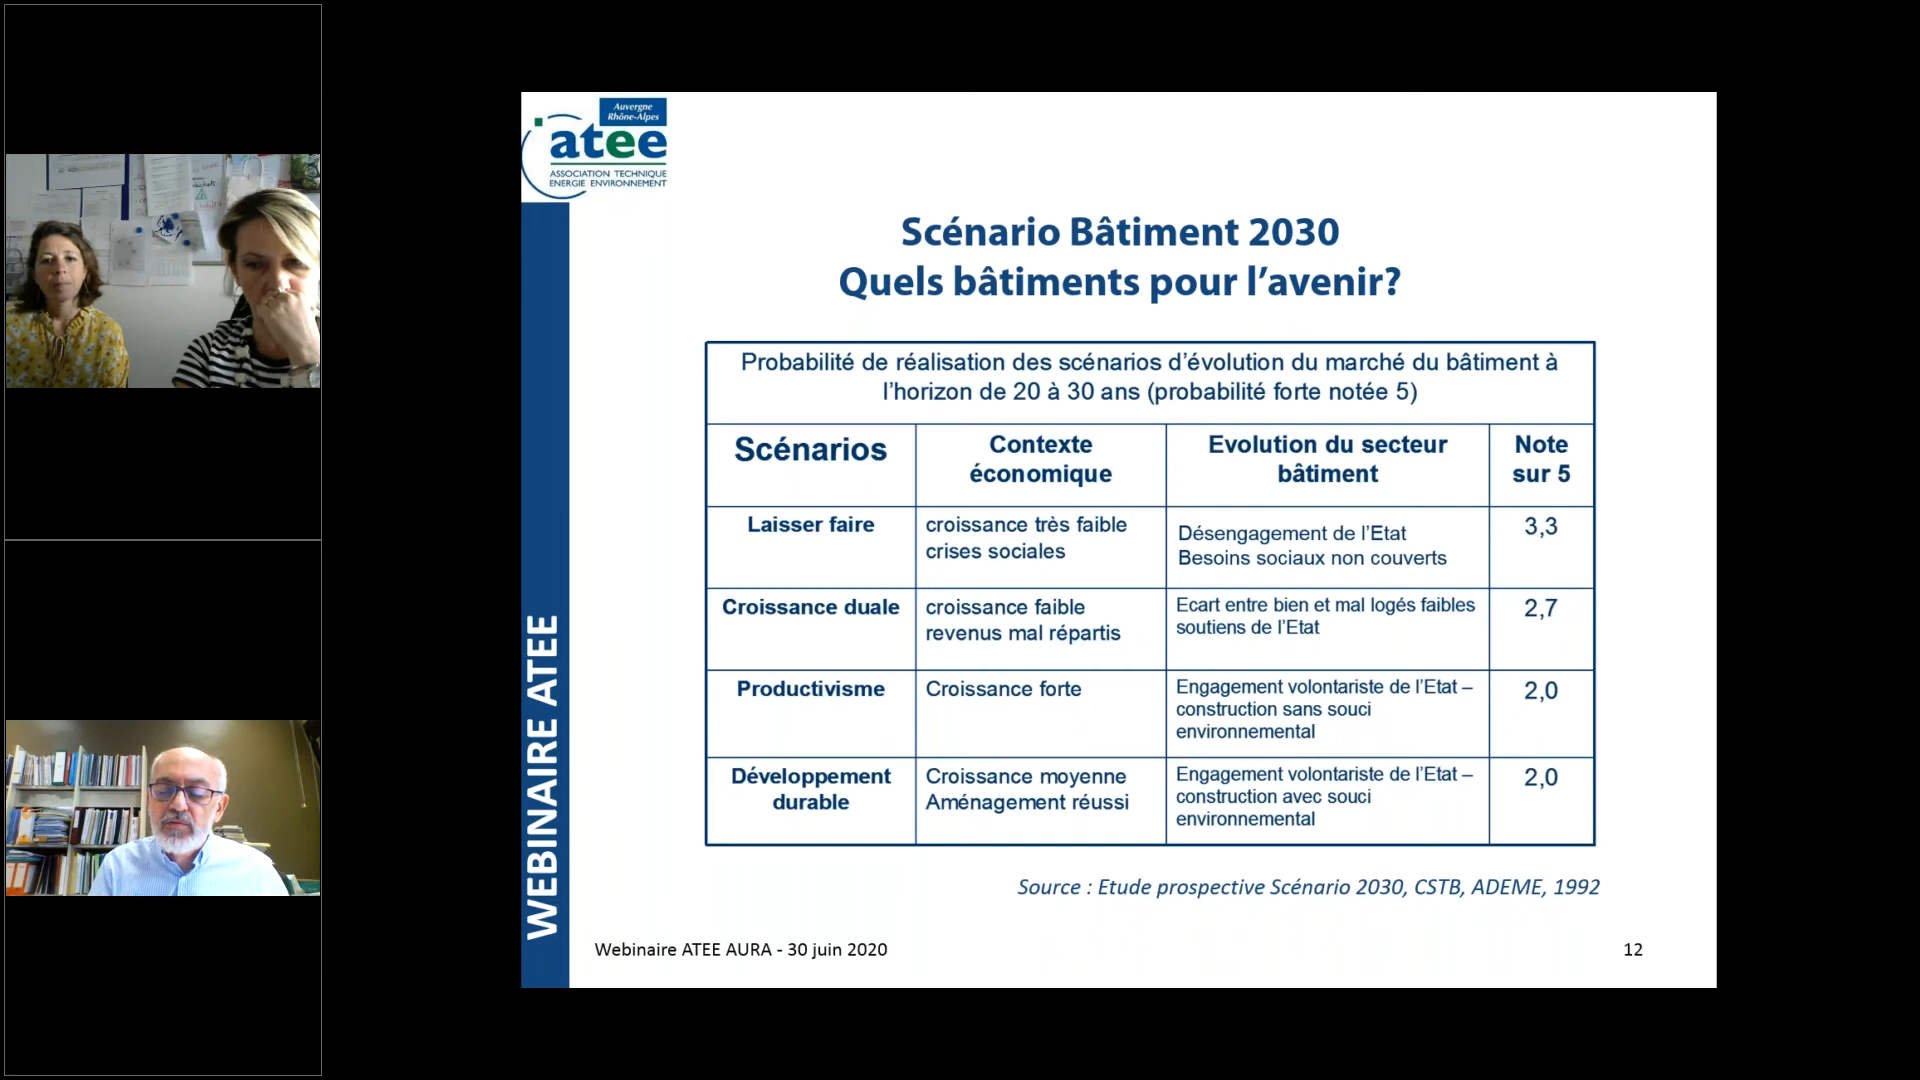 Auvergne
Rhône-Alpes
atee
ASSOCIATION TECHNIQUE
ENERGIE ENVIRONNEMENT
WEBINAIRE ATEE
Scénario Bâtiment 2030
Quels bâtiments pour l’avenir?
Probabilité de réalisation des scénarios d’évolution du marché du bâtiment à
l’horizon de 20 à 30 ans (probabilité forte notée 5)
Scénarios
Contexte
économique
Evolution du secteur
bâtiment
Note
sur 5
Laisser faire
croissance très faible
crises sociales
Désengagement de l’Etat
Besoins sociaux non couverts
3,3
Croissance duale
croissance faible
revenus mal répartis
Ecart entre bien et mal logés faibles
soutiens de l’Etat
2,7
Productivisme
Croissance forte
Engagement volontariste de l’Etat –
construction sans souci
environnemental
2,0
Développement
durable
Croissance moyenne
Aménagement réussi
Engagement volontariste de l’Etat –
construction avec souci
environnemental
2,0
Source : Etude prospective Scénario 2030, CSTB, ADEME, 1992
Webinaire ATEE AURA - 30 juin 2020
12